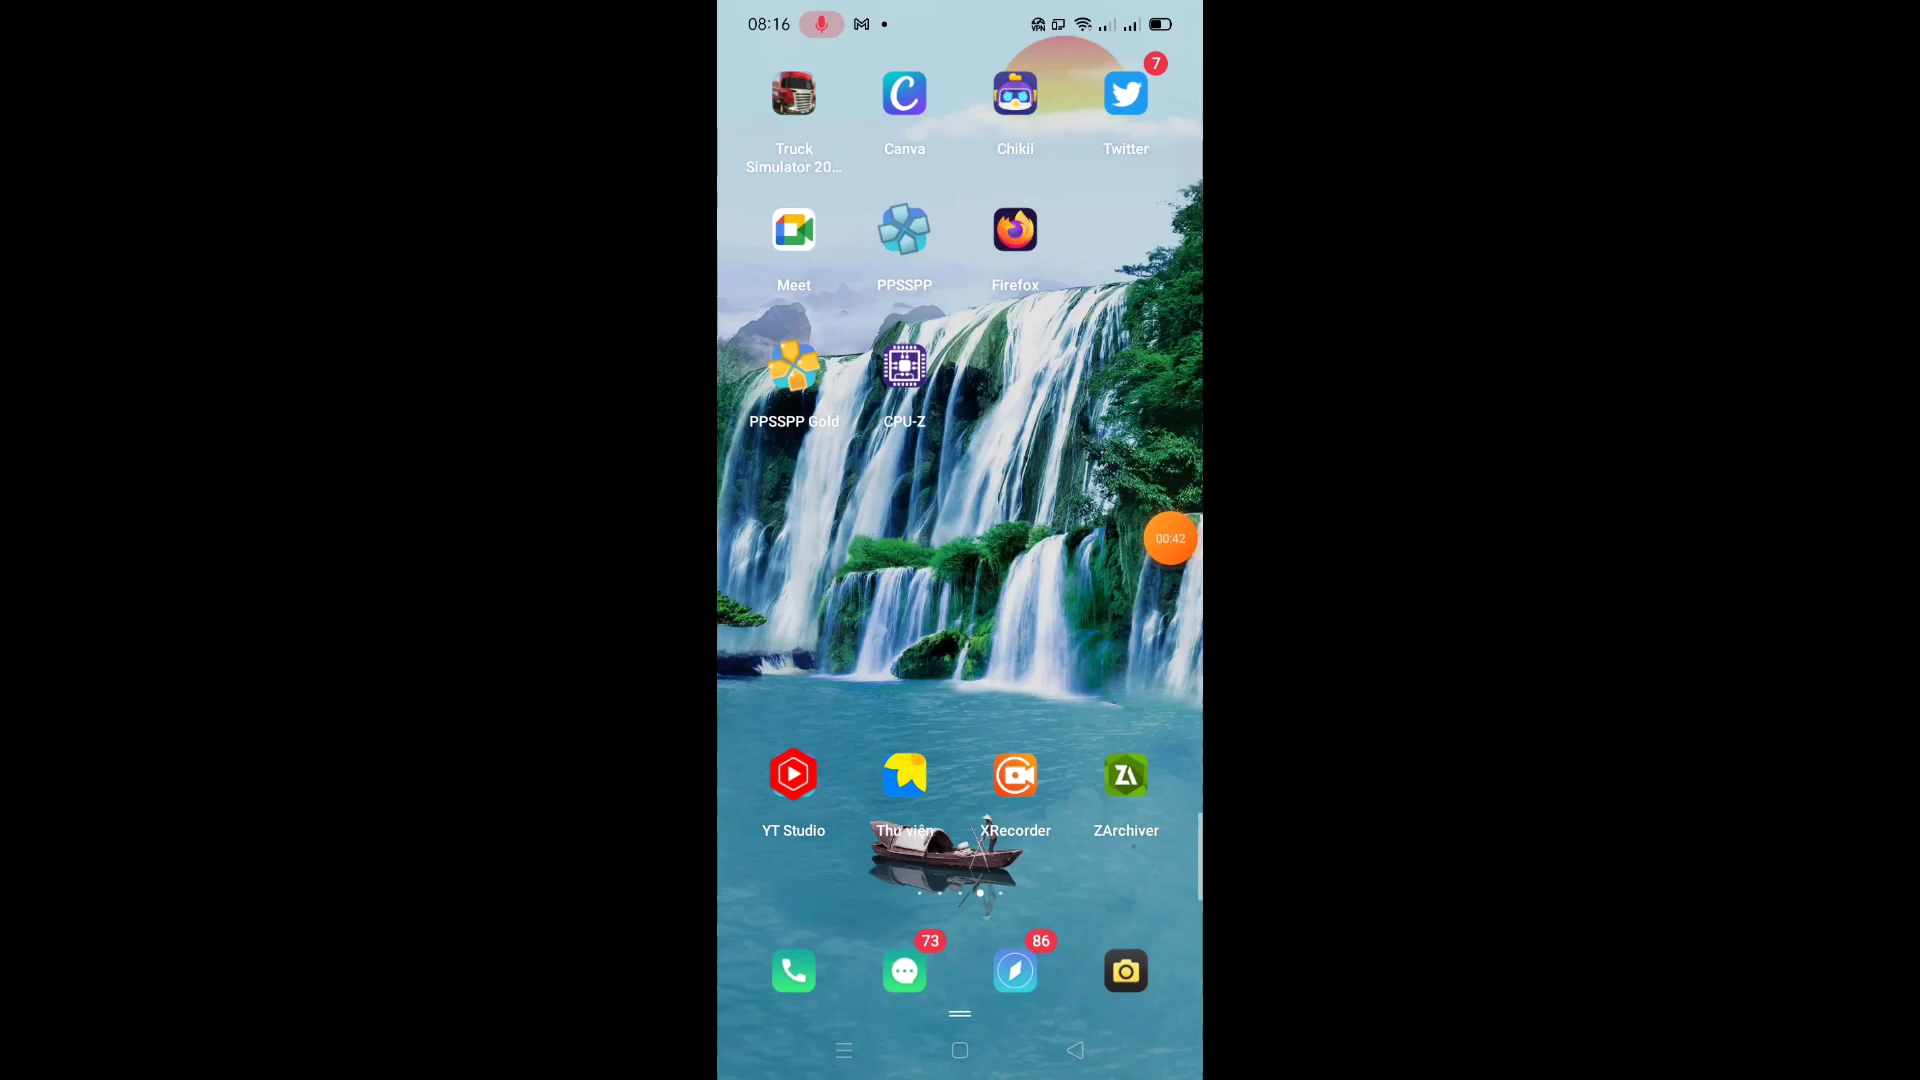 08:16
VPN
7
Truck
Simulator 20...
Canva
Chikii
Twitter
Meet
PPSSPP
Firefox
PPSSPP Gold
CPU-Z
00:42
YT Studio
Thư viện
XRecorder
ZArchiver
73
86